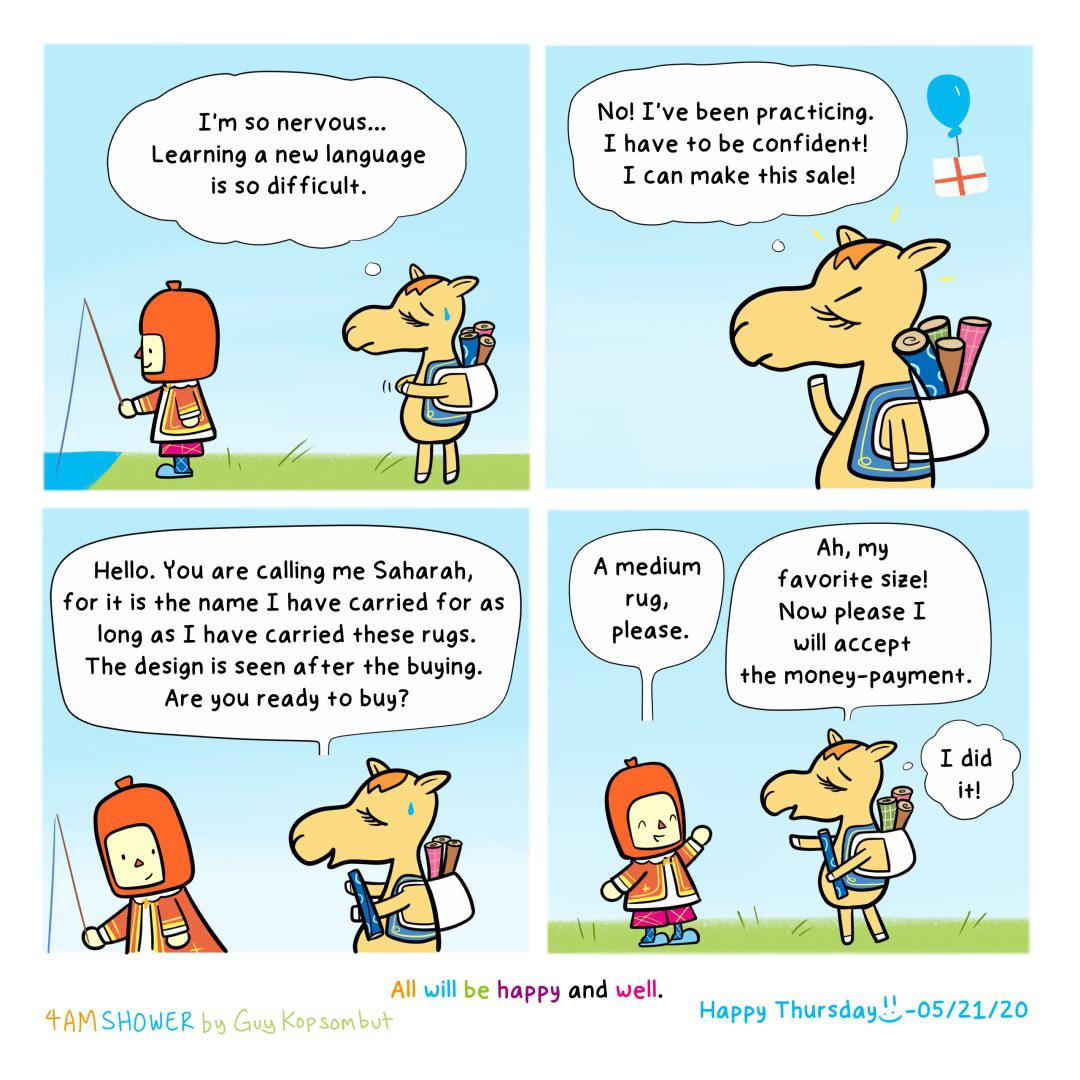 I'm so nervous...
Learning a new language
is so difficult.
No! I've been practicing.
I have to be confident!
I can make this sale!
Hello. You are calling me Saharah,
for it is the name I have carried for as
long as I have carried these rugs.
The design is seen after the buying.
Are you ready to buy?
A medium
rug,
please.
Ah, my
favorite size!
Now please I
will accept
the money-payment.
I did
it!
All will be happy and well.
4AMSHOWER by Guy Kopsombut
Happy Thursday!! -05/21/20